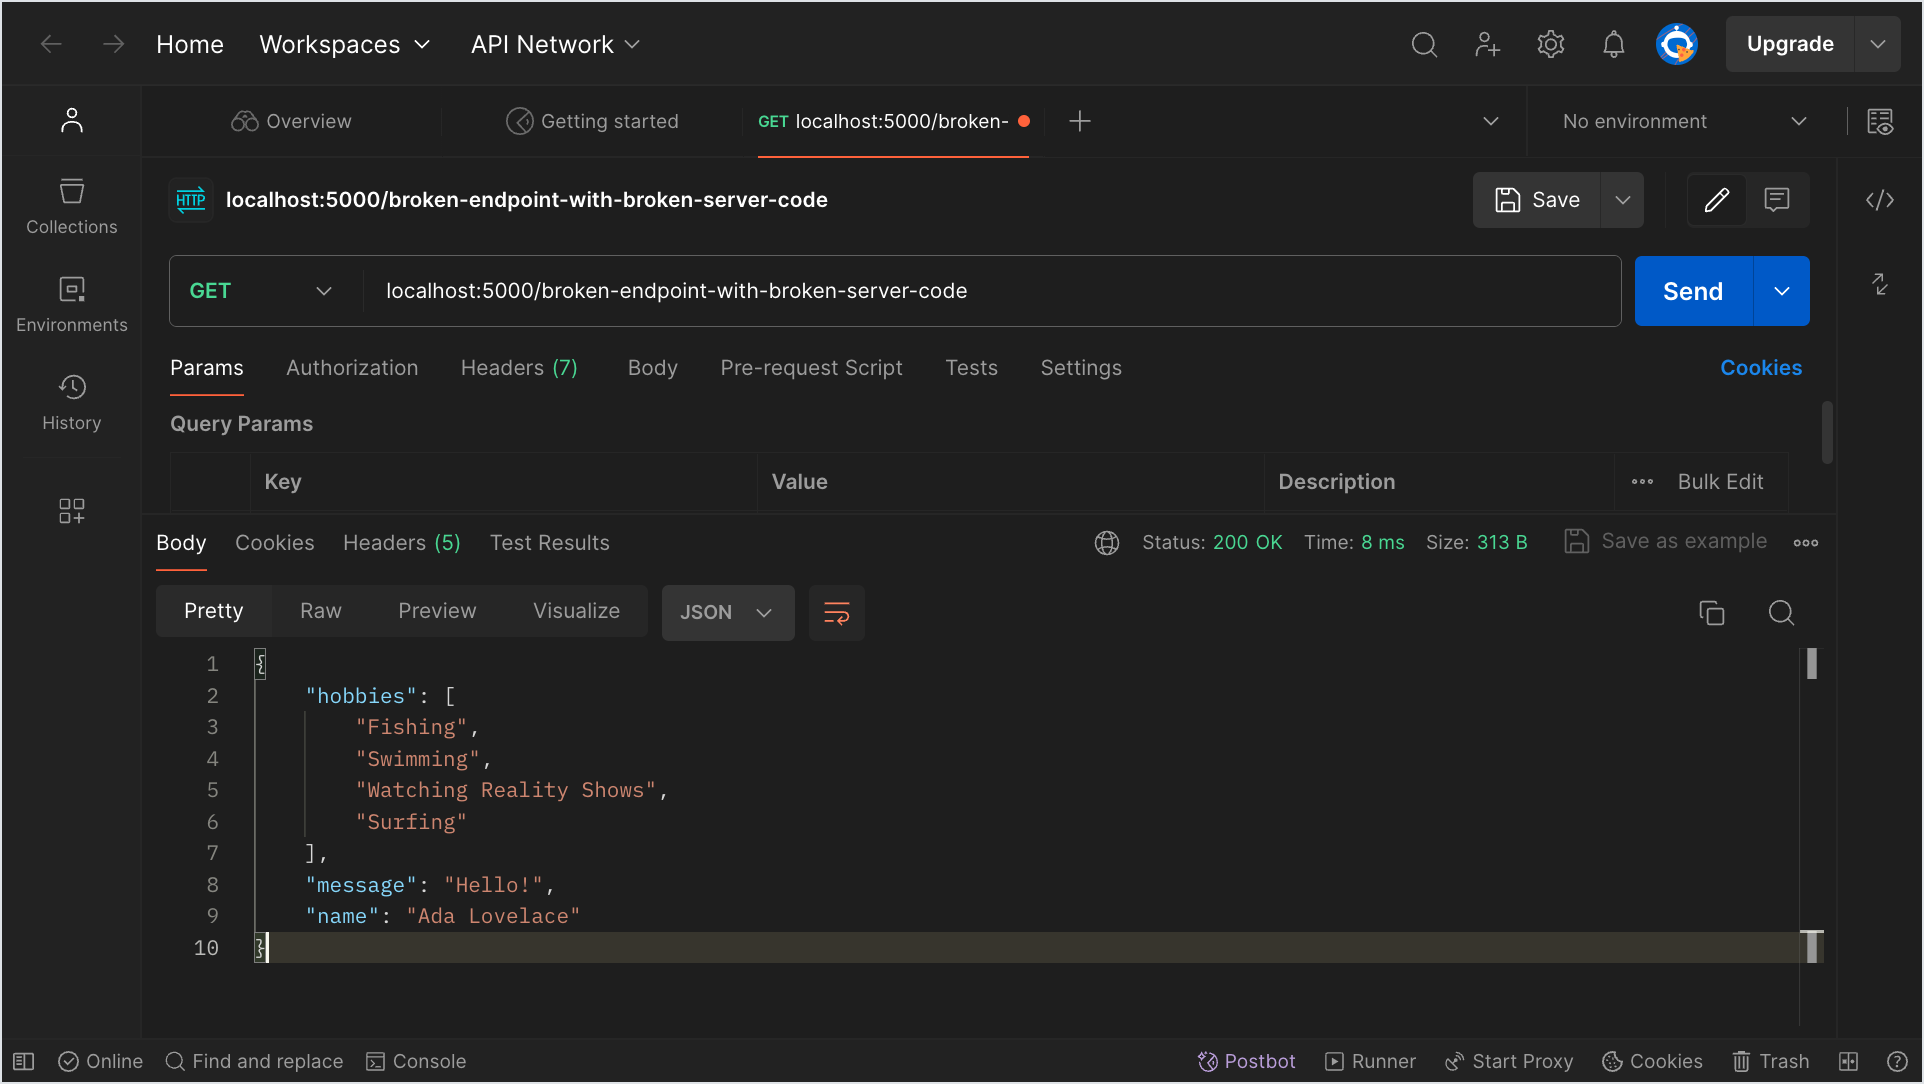 Home Workspaces API Network Upgrade
Overview Getting started GET localhost:5000/broken- No environment
HTTP localhost:5000/broken-endpoint-with-broken-server-code Save
Collections
GET localhost:5000/broken-endpoint-with-broken-server-code Send
Environments
Params Authorization Headers (7) Body Pre-request Script Tests Settings Cookies
History
Query Params
Key Value Description Bulk Edit
Body Cookies Headers (5) Test Results Status: 200 OK Time: 8 ms Size: 313 B Save as example
Pretty Raw Preview Visualize JSON
1 {
2 "hobbies": [
3 "Fishing",
4 "Swimming",
5 "Watching Reality Shows",
6 "Surfing"
7 ],
8 "message": "Hello!",
9 "name": "Ada Lovelace"
10 }
Online Find and replace Console Postbot Runner Start Proxy Cookies Trash